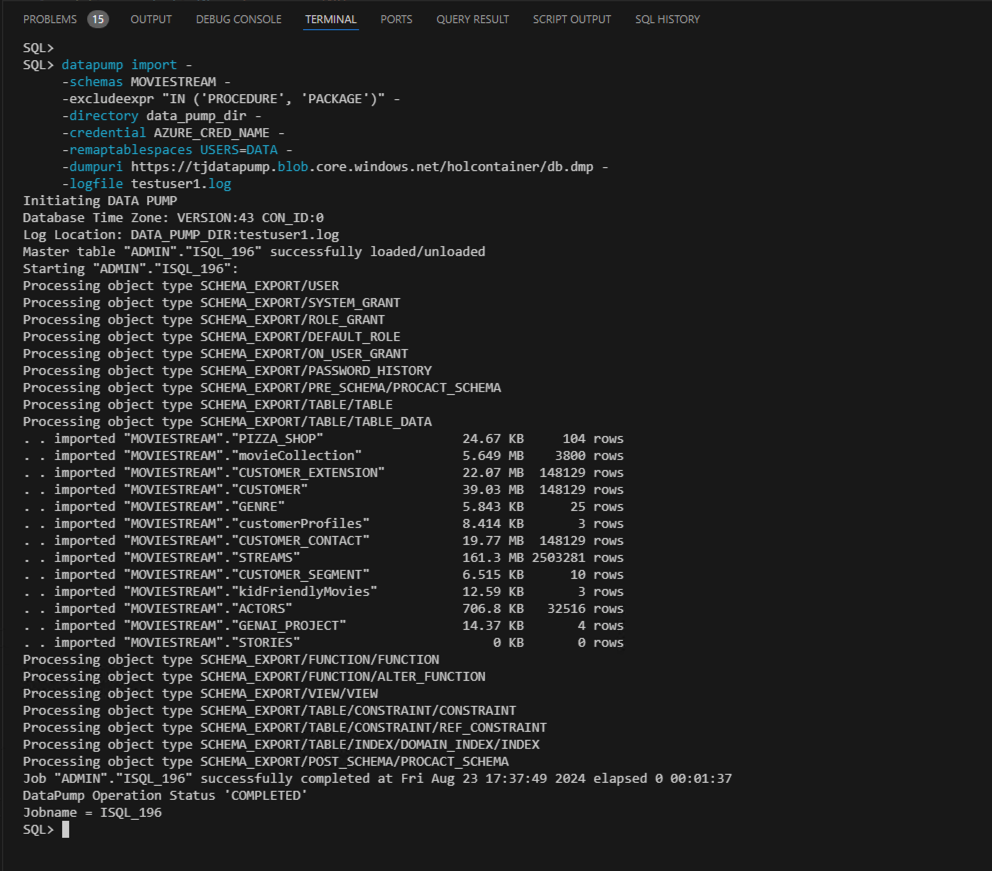 PROBLEMS 15 OUTPUT DEBUG CONSOLE TERMINAL PORTS QUERY RESULT SCRIPT OUTPUT SQL HISTORY
SQL>
SQL> datapump import -
-schemas MOVIESTREAM -
-excludeexpr "IN ('PROCEDURE', 'PACKAGE')" -
-directory data_pump_dir -
-credential AZURE_CRED_NAME -
-remaptablespaces USERS=DATA -
-dumpuri https://tjdatapump.blob.core.windows.net/holcontainer/db.dmp -
-logfile testuser1.log
Initiating DATA PUMP
Database Time Zone: VERSION:43 CON_ID:0
Log Location: DATA_PUMP_DIR:testuser1.log
Master table "ADMIN"."ISQL_196" successfully loaded/unloaded
Starting "ADMIN"."ISQL_196":
Processing object type SCHEMA_EXPORT/USER
Processing object type SCHEMA_EXPORT/SYSTEM_GRANT
Processing object type SCHEMA_EXPORT/ROLE_GRANT
Processing object type SCHEMA_EXPORT/DEFAULT_ROLE
Processing object type SCHEMA_EXPORT/ON_USER_GRANT
Processing object type SCHEMA_EXPORT/PASSWORD_HISTORY
Processing object type SCHEMA_EXPORT/PRE_SCHEMA/PROCACT_SCHEMA
Processing object type SCHEMA_EXPORT/TABLE/TABLE
Processing object type SCHEMA_EXPORT/TABLE/TABLE_DATA
. . imported "MOVIESTREAM"."PIZZA_SHOP" 24.67 KB 104 rows
. . imported "MOVIESTREAM"."movieCollection" 5.649 MB 3800 rows
. . imported "MOVIESTREAM"."CUSTOMER_EXTENSION" 22.07 MB 148129 rows
. . imported "MOVIESTREAM"."CUSTOMER" 39.03 MB 148129 rows
. . imported "MOVIESTREAM"."GENRE" 5.843 KB 25 rows
. . imported "MOVIESTREAM"."customerProfiles" 8.414 KB 3 rows
. . imported "MOVIESTREAM"."CUSTOMER_CONTACT" 19.77 MB 148129 rows
. . imported "MOVIESTREAM"."STREAMS" 161.3 MB 2503281 rows
. . imported "MOVIESTREAM"."CUSTOMER_SEGMENT" 6.515 KB 10 rows
. . imported "MOVIESTREAM"."kidFriendlyMovies" 12.59 KB 3 rows
. . imported "MOVIESTREAM"."ACTORS" 706.8 KB 32516 rows
. . imported "MOVIESTREAM"."GENAI_PROJECT" 14.37 KB 4 rows
. . imported "MOVIESTREAM"."STORIES" 0 KB 0 rows
Processing object type SCHEMA_EXPORT/FUNCTION/FUNCTION
Processing object type SCHEMA_EXPORT/FUNCTION/ALTER_FUNCTION
Processing object type SCHEMA_EXPORT/VIEW/VIEW
Processing object type SCHEMA_EXPORT/TABLE/CONSTRAINT/CONSTRAINT
Processing object type SCHEMA_EXPORT/TABLE/CONSTRAINT/REF_CONSTRAINT
Processing object type SCHEMA_EXPORT/TABLE/INDEX/DOMAIN_INDEX/INDEX
Processing object type SCHEMA_EXPORT/POST_SCHEMA/PROCACT_SCHEMA
Job "ADMIN"."ISQL_196" successfully completed at Fri Aug 23 17:37:49 2024 elapsed 0 00:01:37
DataPump Operation Status 'COMPLETED'
Jobname = ISQL_196
SQL>